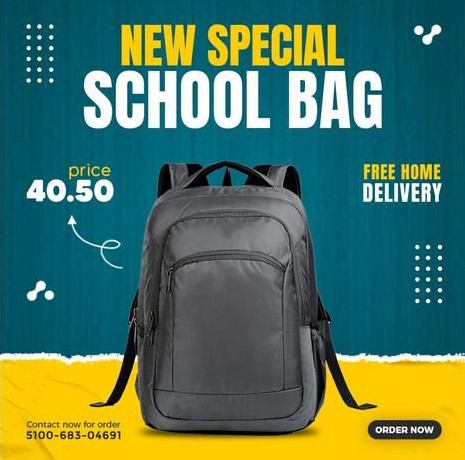 NEW SPECIAL
SCHOOL BAG
price
40.50
FREE HOME
DELIVERY
Contact now for order
5100-683-04691
ORDER NOW